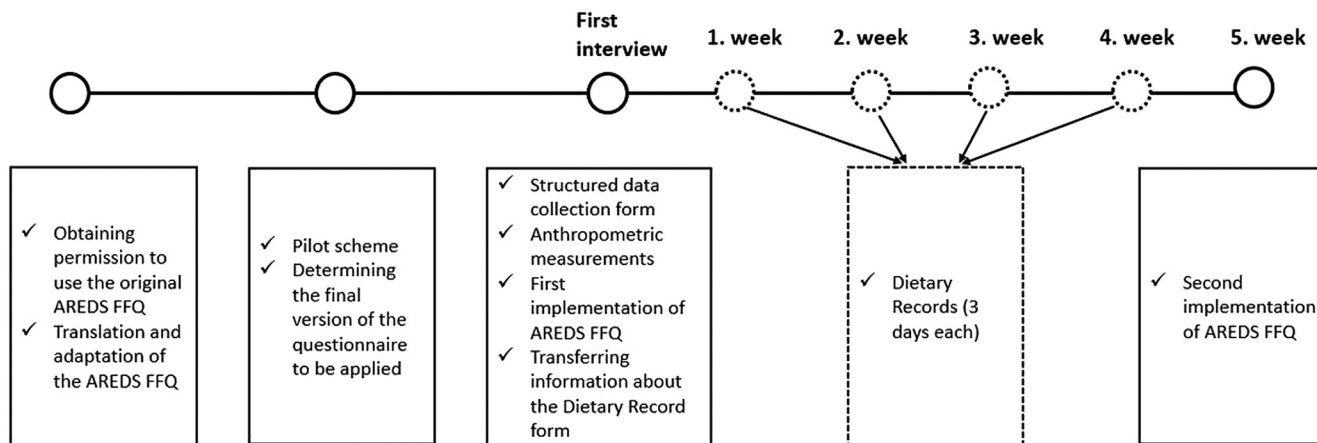 First
interview
1. week
2. week
3. week
4. week
5. week
✓ Obtaining
permission to
use the original
AREDS FFQ
✓ Translation and
adaptation of
the AREDS FFQ
✓ Pilot scheme
✓ Determining
the final
version of the
questionnaire
to be applied
✓ Structured data
collection form
✓ Anthropometric
measurements
✓ First
implementation of
AREDS FFQ
✓ Transferring
information about
the Dietary Record
form
✓ Dietary
Records (3
days each)
✓ Second
implementation
of AREDS FFQ